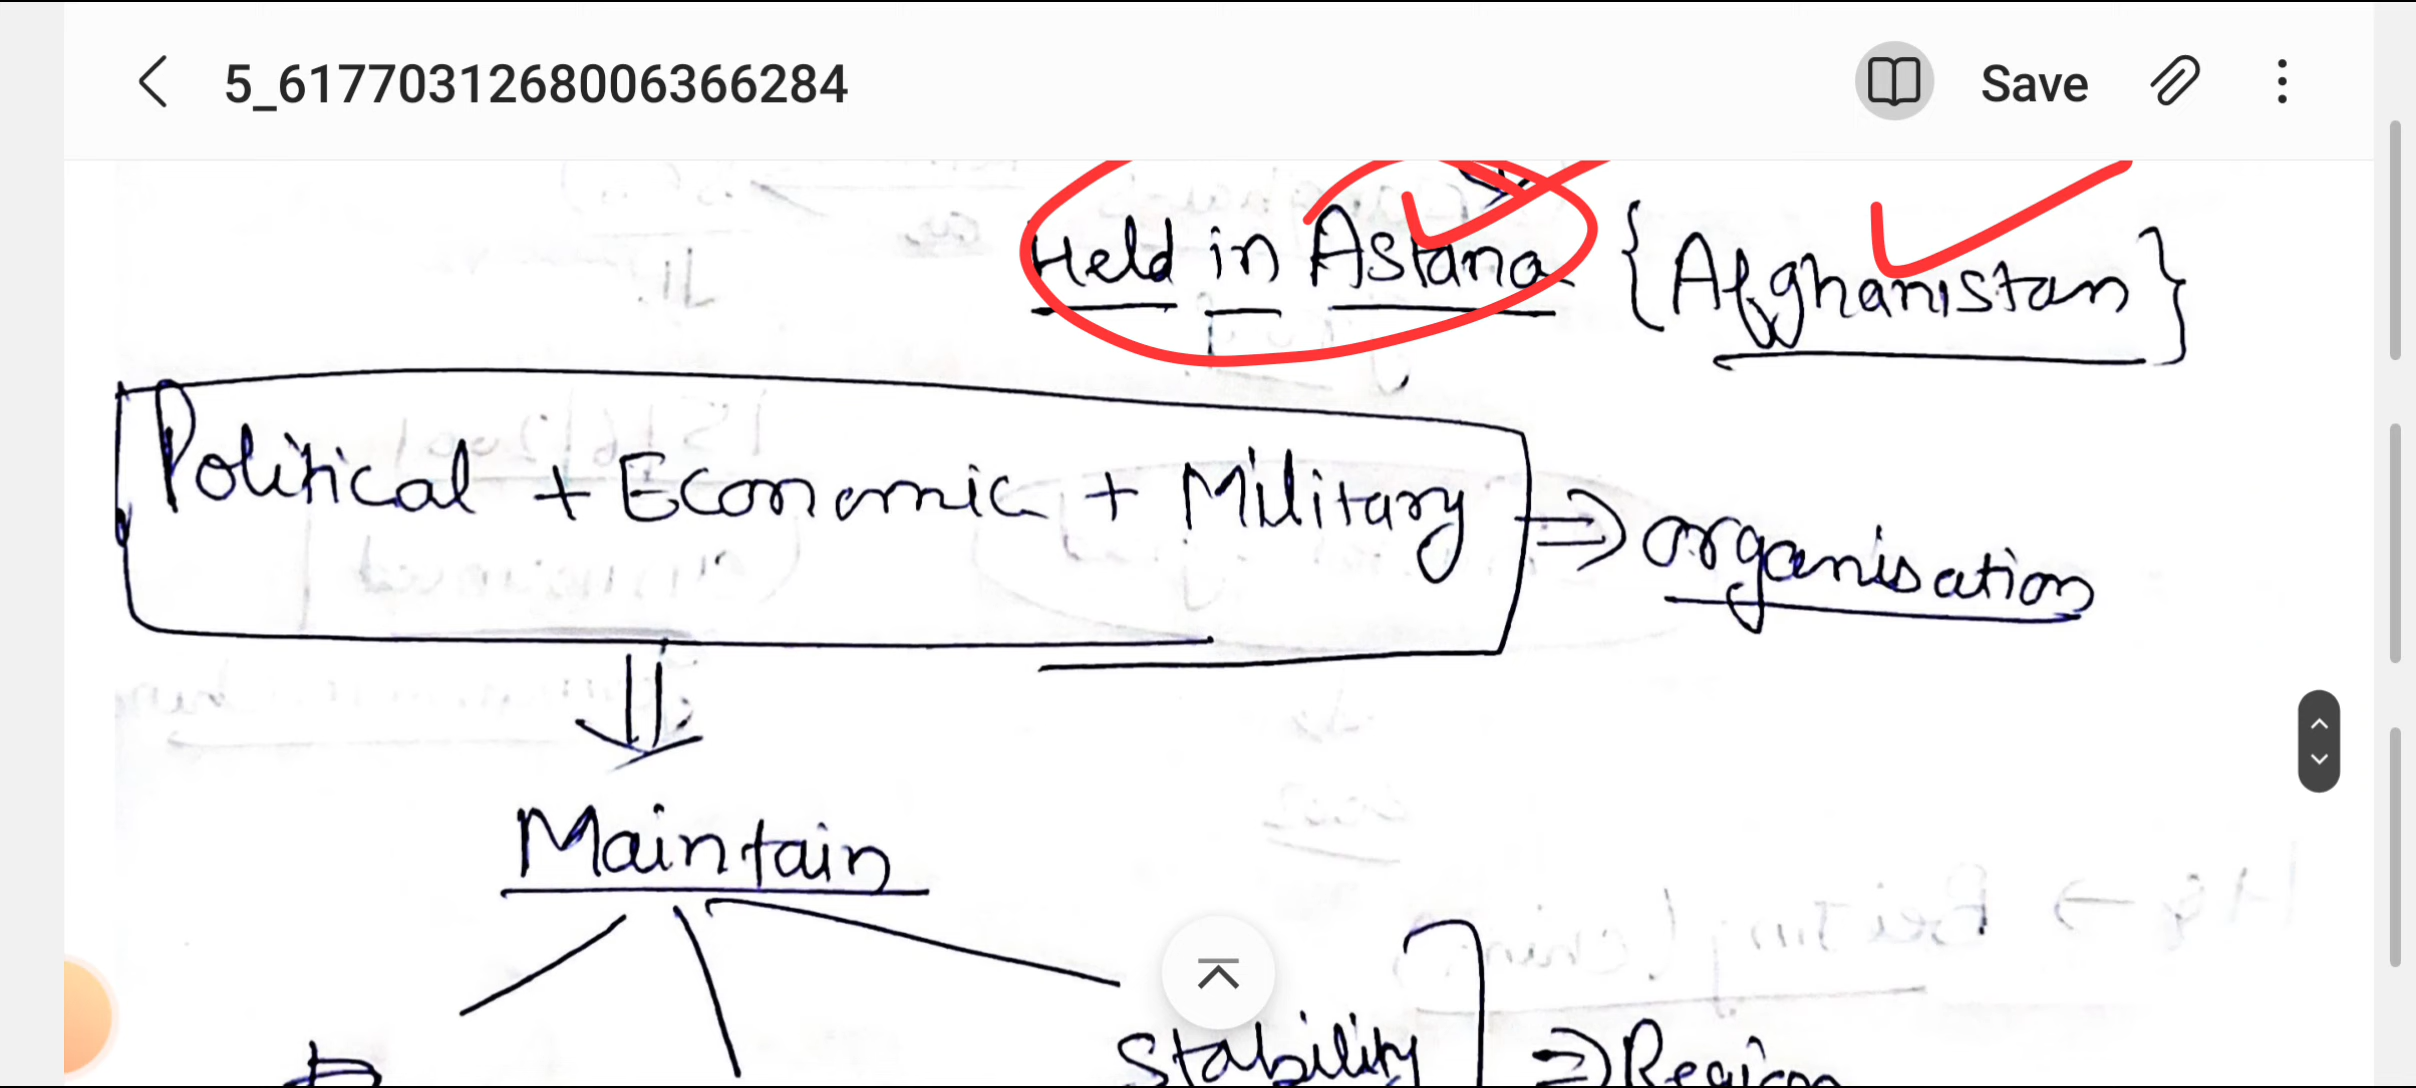 5_6177031268006366284 Save
Held in Astana {Afghanistan}
Political + Economic + Military ⇒ organisation
Maintain
Stability ⇒ Region